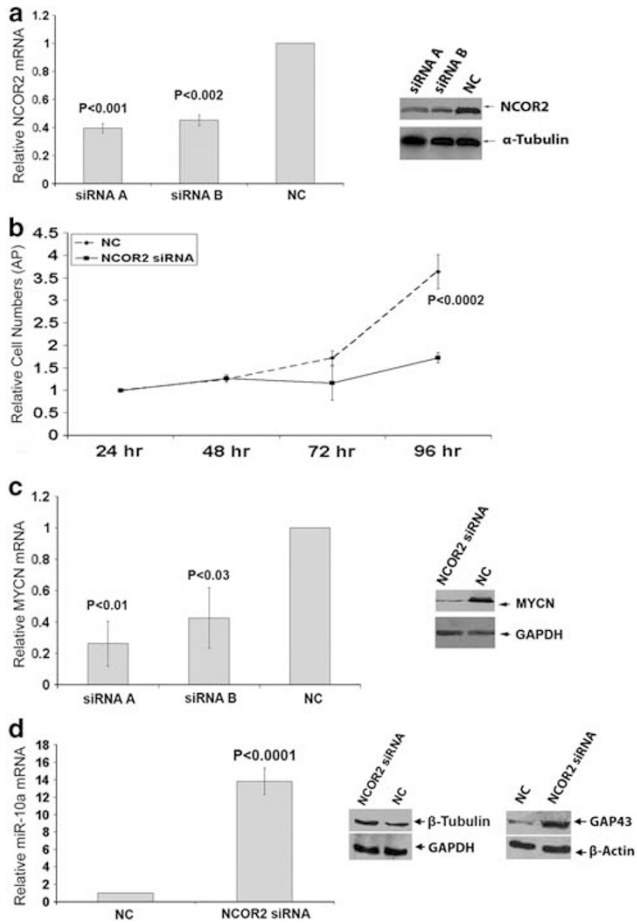 a
Relative NCOR2 mRNA
1.2
1
0.8
0.6
0.4
0.2
0
P<0.001
P<0.002
siRNA A
siRNA B
NC
siRNA A
siRNA B
NC
NCOR2
α-Tubulin
b
Relative Cell Numbers (AP)
4.5
4
3.5
3
2.5
2
1.5
1
0.5
0
NC
NCOR2 siRNA
P<0.0002
24 hr
48 hr
72 hr
96 hr
c
Relative MYCN mRNA
1.2
1
0.8
0.6
0.4
0.2
0
P<0.01
P<0.03
siRNA A
siRNA B
NC
NCOR2 siRNA
NC
MYCN
GAPDH
d
Relative miR-10a mRNA
18
16
14
12
10
8
6
4
2
0
P<0.0001
NC
NCOR2 siRNA
NCOR2 siRNA
NC
β-Tubulin
GAPDH
NC
NCOR2 siRNA
GAP43
β-Actin